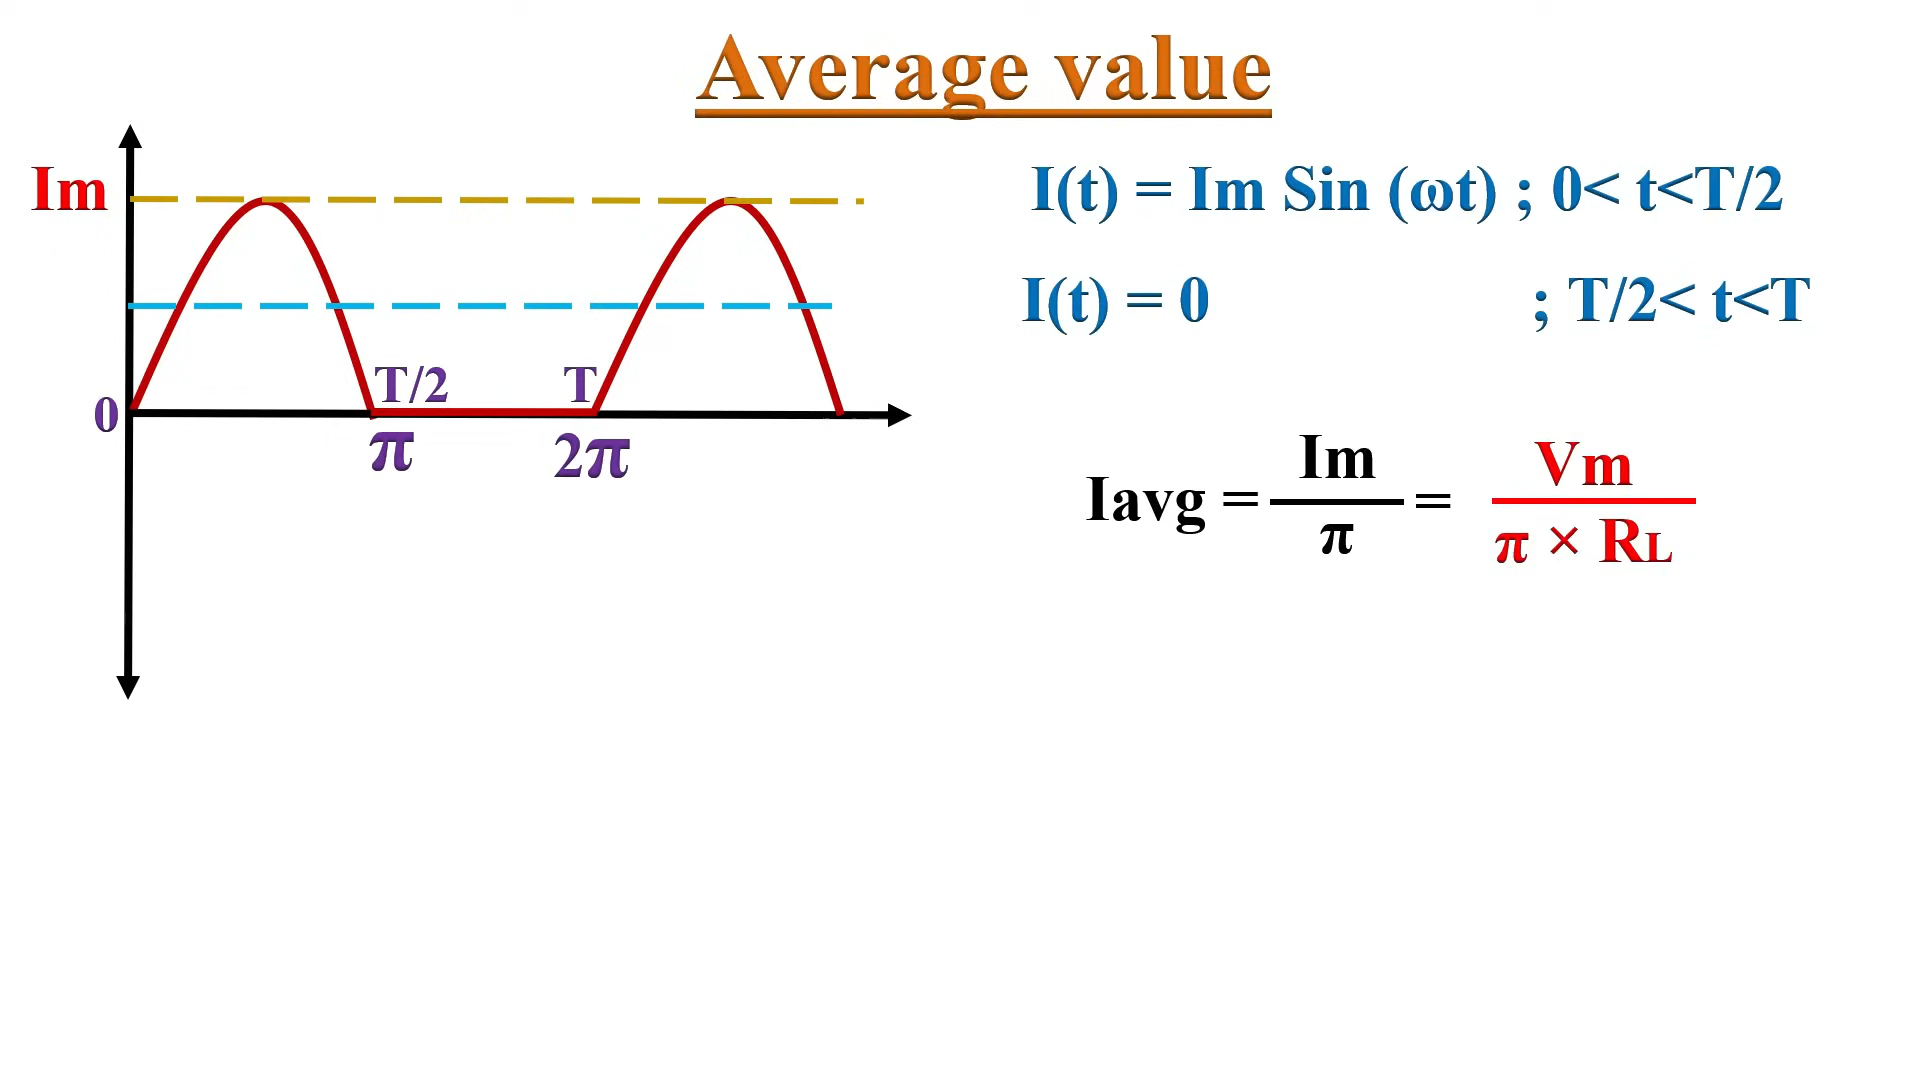 Average value
Im
I(t) = Im Sin (ωt) ; 0< t<T/2
I(t) = 0 ; T/2< t<T
T/2 T
0
π 2π
Iavg = Im/π = Vm/π × RL